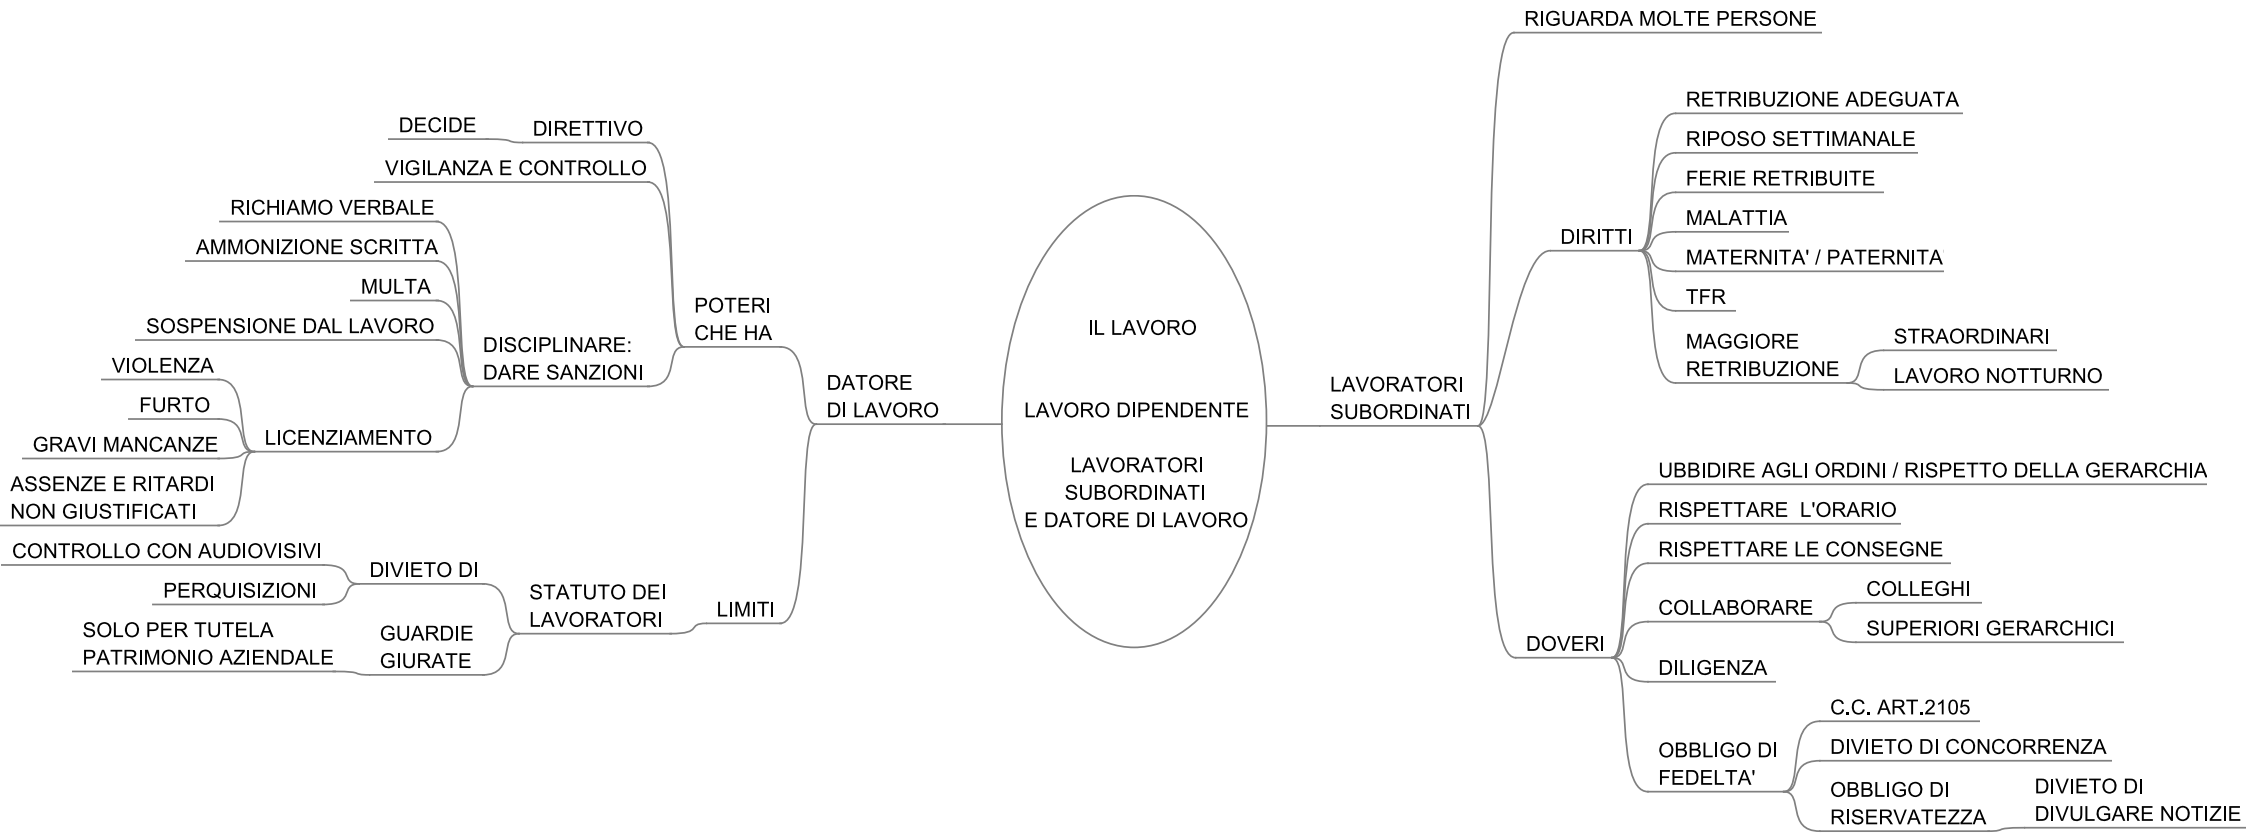 IL LAVORO
LAVORO DIPENDENTE
LAVORATORI
SUBORDINATI
E DATORE DI LAVORO
LAVORATORI
SUBORDINATI
RIGUARDA MOLTE PERSONE
DIRITTI
RETRIBUZIONE ADEGUATA
RIPOSO SETTIMANALE
FERIE RETRIBUITE
MALATTIA
MATERNITA' / PATERNITA'
TFR
MAGGIORE
RETRIBUZIONE
STRAORDINARI
LAVORO NOTTURNO
DOVERI
UBBIDIRE AGLI ORDINI / RISPETTO DELLA GERARCHIA
RISPETTARE  L'ORARIO
RISPETTARE LE CONSEGNE
COLLABORARE
COLLEGHI
SUPERIORI GERARCHICI
DILIGENZA
OBBLIGO DI
FEDELTA'
C.C. ART.2105
DIVIETO DI CONCORRENZA
OBBLIGO DI
RISERVATEZZA
DIVIETO DI
DIVULGARE NOTIZIE
DATORE
DI LAVORO
POTERI
CHE HA
DIRETTIVO
DECIDE
VIGILANZA E CONTROLLO
DISCIPLINARE:
DARE SANZIONI
RICHIAMO VERBALE
AMMONIZIONE SCRITTA
MULTA
SOSPENSIONE DAL LAVORO
LICENZIAMENTO
VIOLENZA
FURTO
GRAVI MANCANZE
ASSENZE E RITARDI
NON GIUSTIFICATI
LIMITI
STATUTO DEI
LAVORATORI
DIVIETO DI
CONTROLLO CON AUDIOVISIVI
PERQUISIZIONI
GUARDIE
GIURATE
SOLO PER TUTELA
PATRIMONIO AZIENDALE